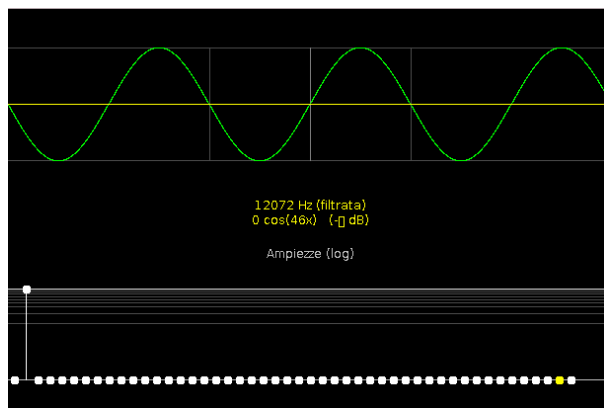 12072 Hz (filtrata)
0 cos(46x) (-▯ dB)
Ampiezze (log)